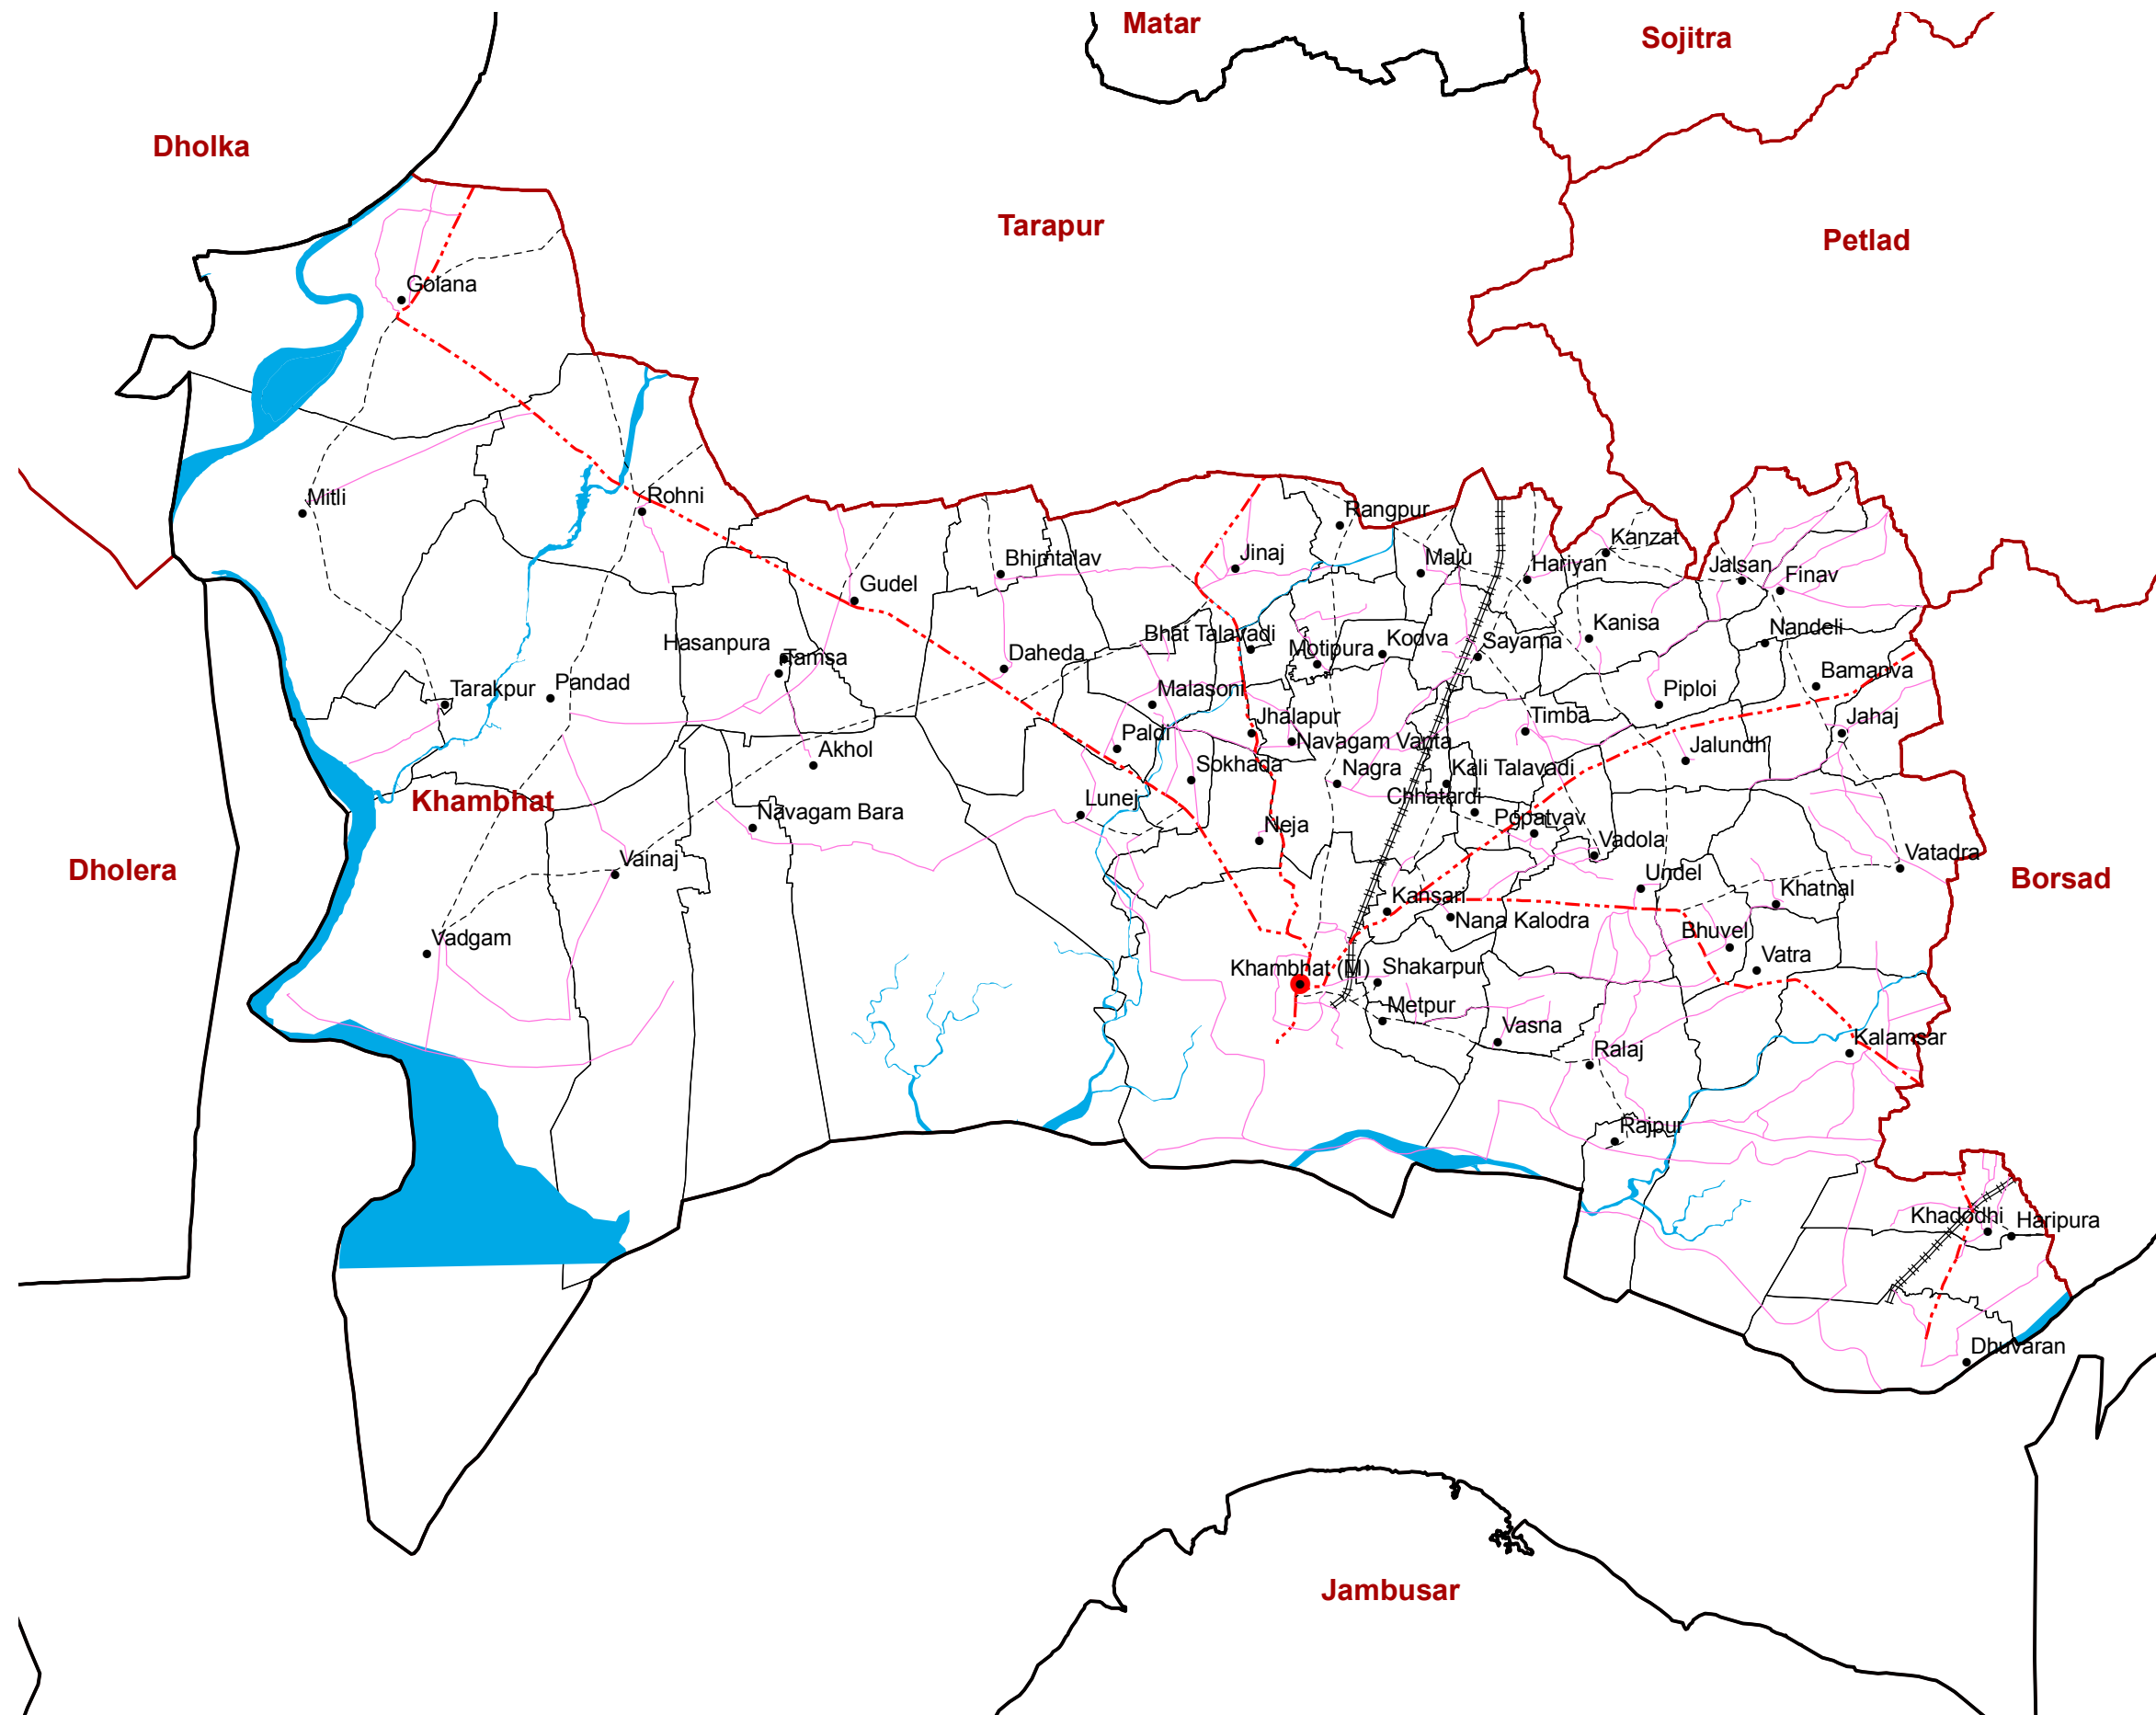 Matar
Sojitra
Dholka
Tarapur
Petlad
Golana
Mitli
Rohni
Rangpur
Kanzat
Bhimtalav
Jinaj
Malu
Hariyan
Jalsan
Finav
Gudel
Hasanpura
Tamsa
Daheda
Bhat Talavadi
Motipura
Kodva
Sayama
Kanisa
Nandeli
Tarakpur
Pandad
Malasoni
Piploi
Bamanva
Jhalapur
Timba
Jahaj
Paldi
Navagam Vanta
Jalundh
Akhol
Sokhada
Nagra
Kali Talavadi
Khambhat
Lunej
Chhatardi
Navagam Bara
Neja
Popatvav
Vadola
Dholera
Vainaj
Vatadra
Borsad
Undel
Khatnal
Kansari
Nana Kalodra
Vadgam
Bhuvel
Vatra
Khambhat (M)
Shakarpur
Metpur
Vasna
Kalamsar
Ralaj
Rajpur
Khadodhi
Haripura
Dhuvaran
Jambusar